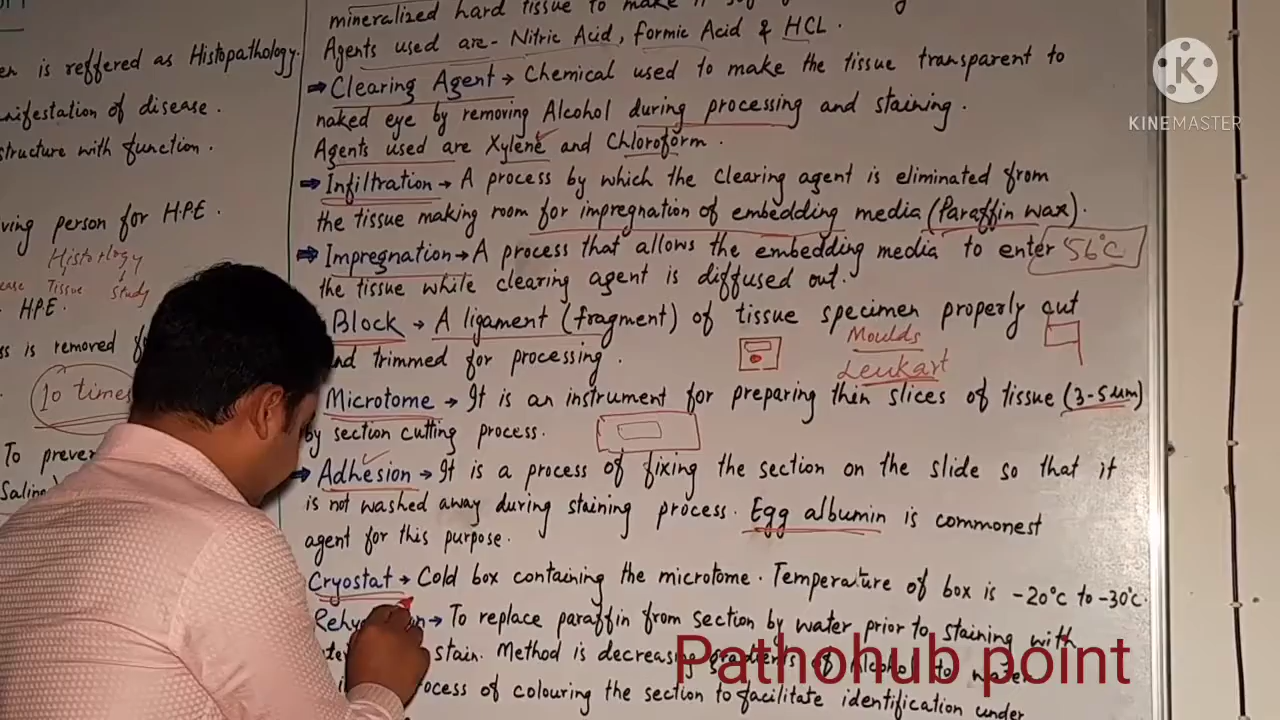 en is reffered as Histopathology.
nifestation of disease.
structure with function.
ving person for H.P.E.
Historlogy
ease Tissue Study
HPE.
ss is removed
10 times
To preve
Saline
mineralized hard tissue to make it
Agents used are- Nitric Acid, formic Acid & HCL.
⇒ Clearing Agent → Chemical used to make the tissue transparent to
naked eye by removing Alcohol during processing and staining.
Agents used are Xylene and Chloroform.
⇒ Infiltration → A process by which the clearing agent is eliminated from
the tissue making room for impregnation of embedding media (Paraffin wax).
⇒ Impregnation → A process that allows the embedding media to enter 56°C
the tissue while clearing agent is diffused out.
Block → A ligament (fragment) of tissue specimen properly cut
and trimmed for processing.
Moulds
Leukart
Microtome → It is an instrument for preparing thin slices of tissue (3-5um)
by section cutting process.
⇒ Adhesion → It is a process of fixing the section on the slide so that it
is not washed away during staining process. Egg albumin is commonest
agent for this purpose.
Cryostat → Cold box containing the microtome. Temperature of box is -20°C to -30°C.
Rehy on → To replace paraffin from section by water prior to staining with
stain. Method is decreasing gradients of Alcohol to water
ocess of colouring the section to facilitate identification under
KINEMASTER
Pathohub point